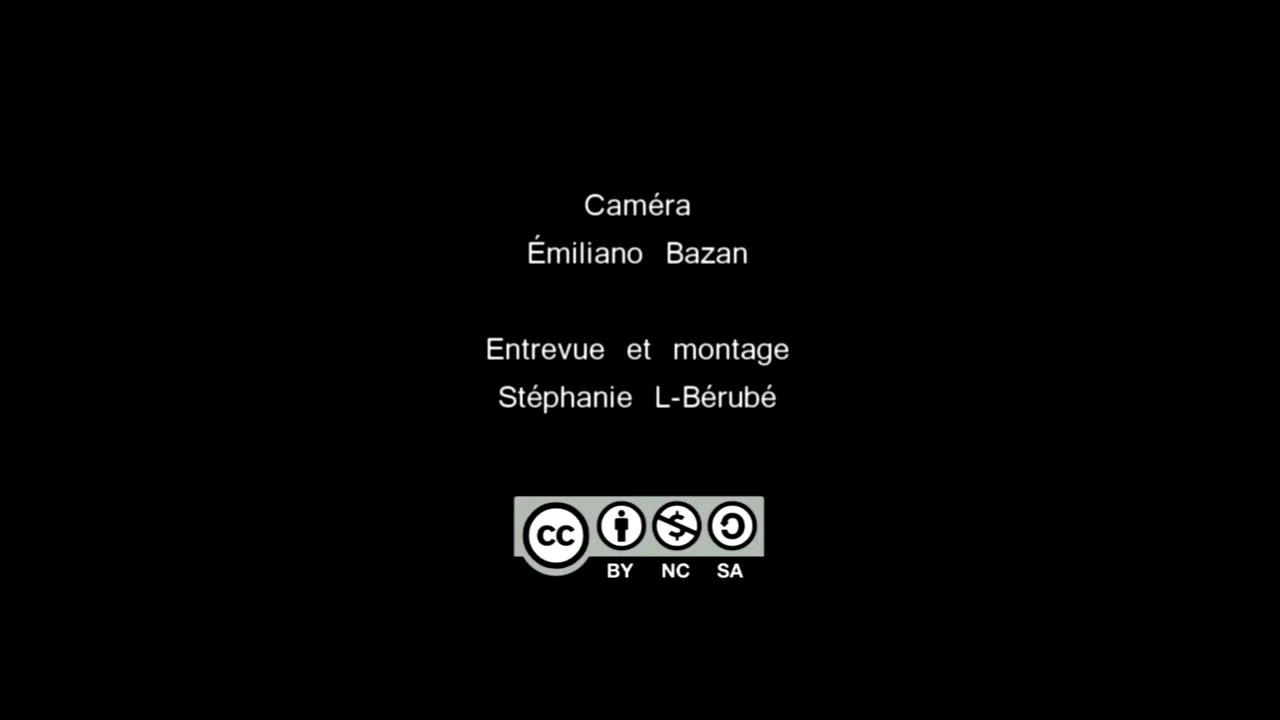 Caméra
Émiliano Bazan
Entrevue et montage
Stéphanie L-Bérubé
cc
BY NC SA